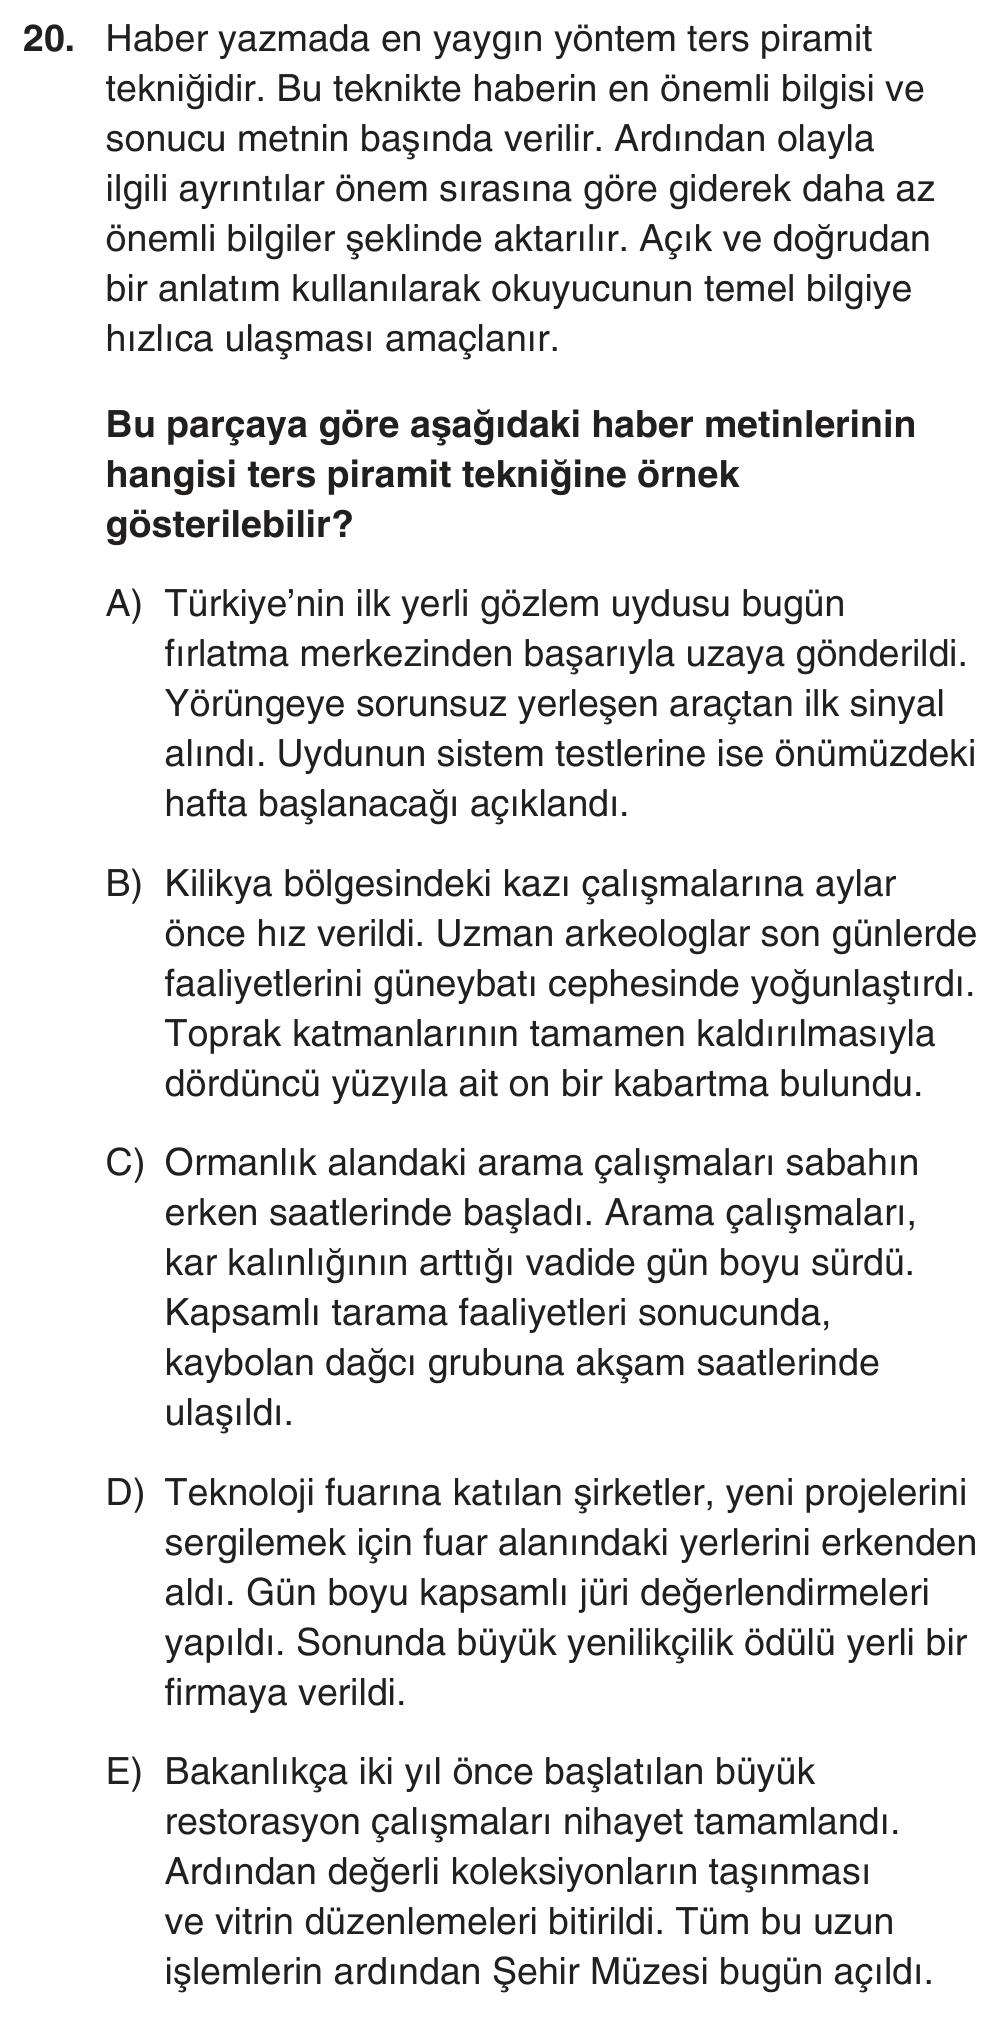 20. Haber yazmada en yaygın yöntem ters piramit
tekniğidir. Bu teknikte haberin en önemli bilgisi ve
sonucu metnin başında verilir. Ardından olayla
ilgili ayrıntılar önem sırasına göre giderek daha az
önemli bilgiler şeklinde aktarılır. Açık ve doğrudan
bir anlatım kullanılarak okuyucunun temel bilgiye
hızlıca ulaşması amaçlanır.
Bu parçaya göre aşağıdaki haber metinlerinin
hangisi ters piramit tekniğine örnek
gösterilebilir?
A) Türkiye’nin ilk yerli gözlem uydusu bugün
fırlatma merkezinden başarıyla uzaya gönderildi.
Yörüngeye sorunsuz yerleşen araçtan ilk sinyal
alındı. Uydunun sistem testlerine ise önümüzdeki
hafta başlanacağı açıklandı.
B) Kilikya bölgesindeki kazı çalışmalarına aylar
önce hız verildi. Uzman arkeologlar son günlerde
faaliyetlerini güneybatı cephesinde yoğunlaştırdı.
Toprak katmanlarının tamamen kaldırılmasıyla
dördüncü yüzyıla ait on bir kabartma bulundu.
C) Ormanlık alandaki arama çalışmaları sabahın
erken saatlerinde başladı. Arama çalışmaları,
kar kalınlığının arttığı vadide gün boyu sürdü.
Kapsamlı tarama faaliyetleri sonucunda,
kaybolan dağcı grubuna akşam saatlerinde
ulaşıldı.
D) Teknoloji fuarına katılan şirketler, yeni projelerini
sergilemek için fuar alanındaki yerlerini erkenden
aldı. Gün boyu kapsamlı jüri değerlendirmeleri
yapıldı. Sonunda büyük yenilikçilik ödülü yerli bir
firmaya verildi.
E) Bakanlıkça iki yıl önce başlatılan büyük
restorasyon çalışmaları nihayet tamamlandı.
Ardından değerli koleksiyonların taşınması
ve vitrin düzenlemeleri bitirildi. Tüm bu uzun
işlemlerin ardından Şehir Müzesi bugün açıldı.